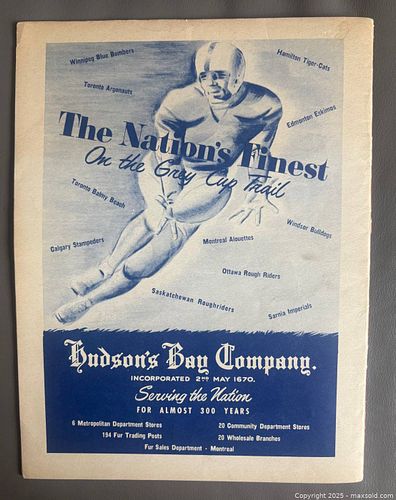 Winnipeg Blue Bombers
Hamilton Tiger-Cats
Toronto Argonauts
Edmonton Eskimos
The Nation's Finest
On the Grey Cup Trail
Toronto Balmy Beach
Windsor Bulldogs
Calgary Stampeders
Montreal Alouettes
Ottawa Rough Riders
Saskatchewan Roughriders
Sarnia Imperials
Hudson's Bay Company.
INCORPORATED 2ND MAY 1670.
Serving the Nation
FOR ALMOST 300 YEARS
6 Metropolitan Department Stores
20 Community Department Stores
194 Fur Trading Posts
20 Wholesale Branches
Fur Sales Department - Montreal
Copyright © 2025 - maxsold.com